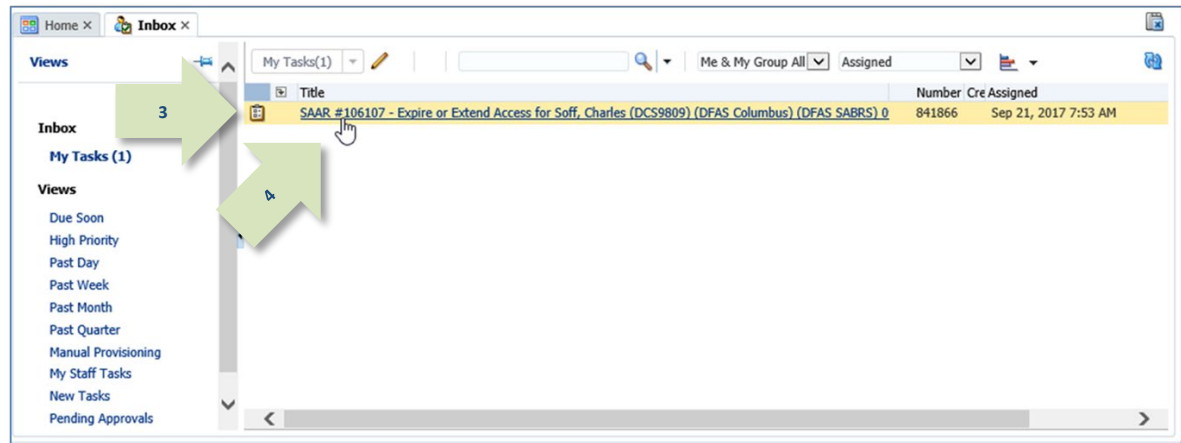 Home × Inbox ×
Views
My Tasks(1) Me & My Group All Assigned
Title Number Cre Assigned
SAAR #106107 - Expire or Extend Access for Soff, Charles (DCS9809) (DFAS Columbus) (DFAS SABRS) 0 841866 Sep 21, 2017 7:53 AM
3
4
Inbox
My Tasks (1)
Views
Due Soon
High Priority
Past Day
Past Week
Past Month
Past Quarter
Manual Provisioning
My Staff Tasks
New Tasks
Pending Approvals